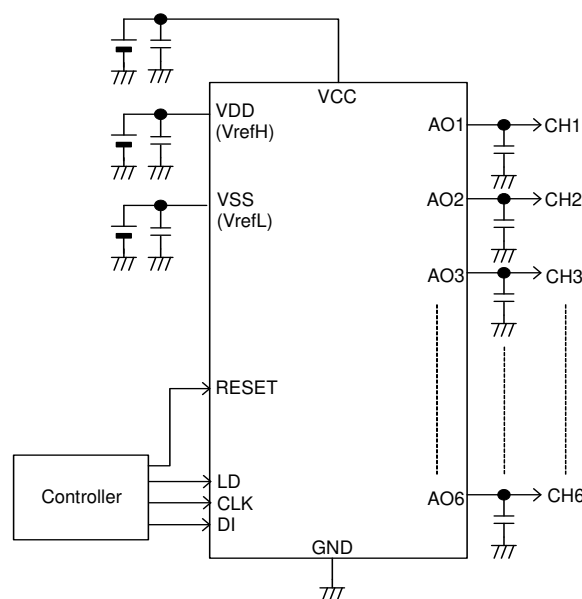 VCC
VDD
(VrefH)
AO1
CH1
VSS
(VrefL)
AO2
CH2
AO3
CH3
RESET
Controller
LD
CLK
DI
AO6
CH6
GND